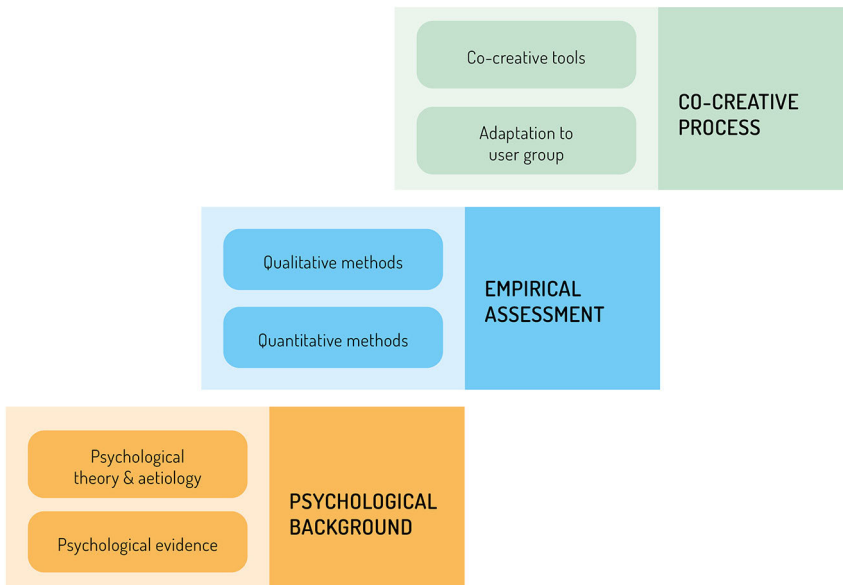 Co-creative tools
Adaptation to
user group
CO-CREATIVE
PROCESS
Qualitative methods
Quantitative methods
EMPIRICAL
ASSESSMENT
Psychological
theory & aetiology
Psychological evidence
PSYCHOLOGICAL
BACKGROUND